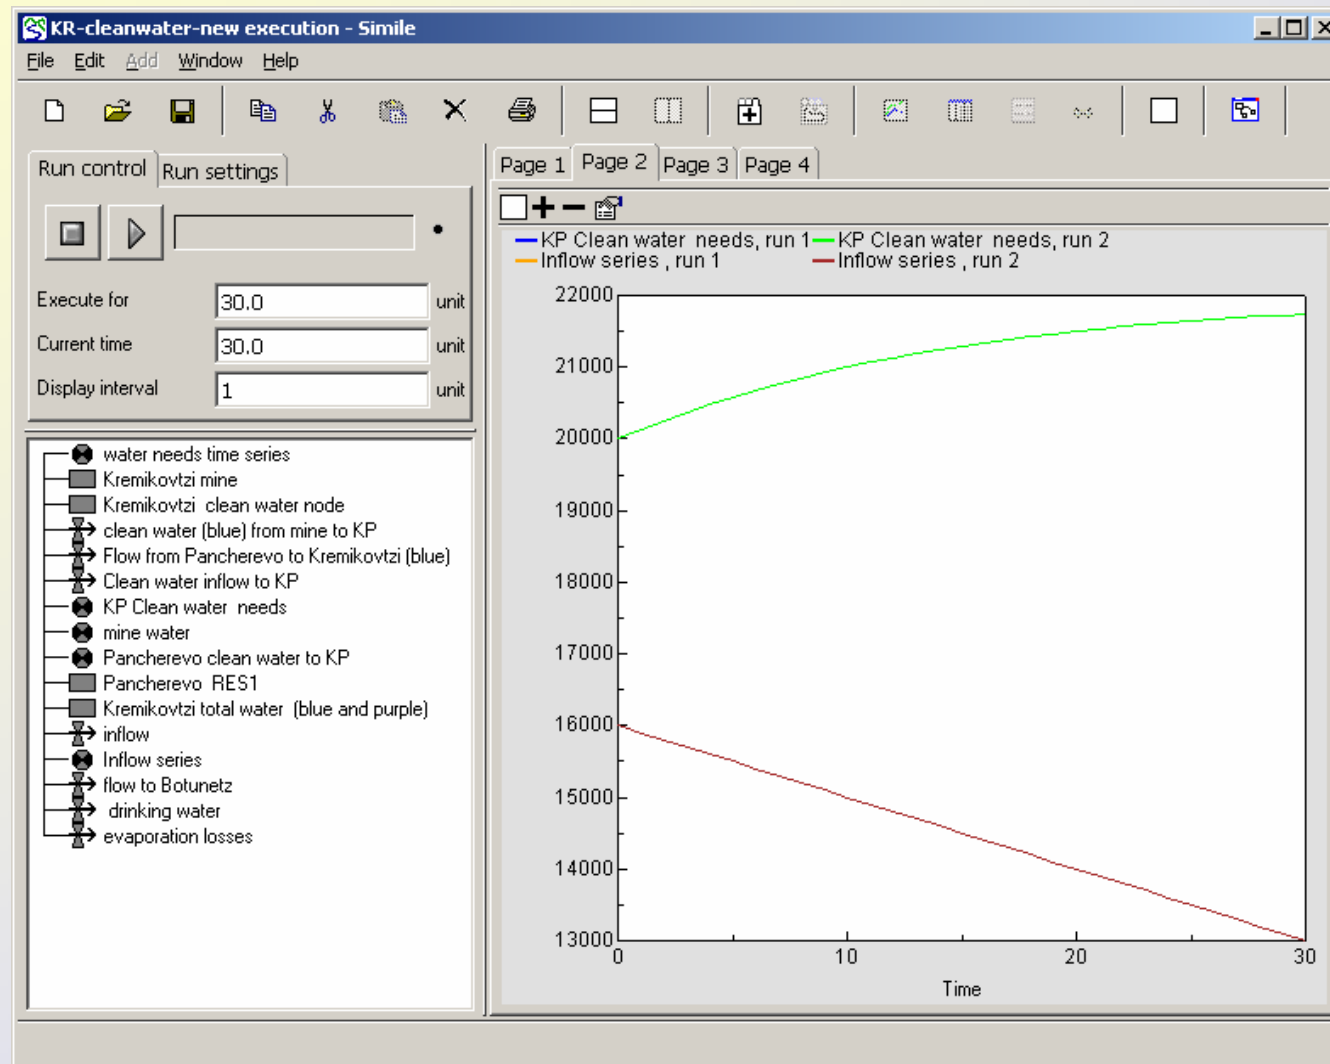 KR-cleanwater-new execution - Simile
File Edit Add Window Help
Run control Run settings
Execute for 30.0 unit
Current time 30.0 unit
Display interval 1 unit
water needs time series
Kremikovtzi mine
Kremikovtzi clean water node
clean water (blue) from mine to KP
Flow from Pancherevo to Kremikovtzi (blue)
Clean water inflow to KP
KP Clean water needs
mine water
Pancherevo clean water to KP
Pancherevo RES1
Kremikovtzi total water (blue and purple)
inflow
Inflow series
flow to Botunetz
drinking water
evaporation losses
Page 1 Page 2 Page 3 Page 4
KP Clean water needs, run 1 KP Clean water needs, run 2
Inflow series , run 1 Inflow series , run 2
22000
21000
20000
19000
18000
17000
16000
15000
14000
13000
0 10 20 30
Time